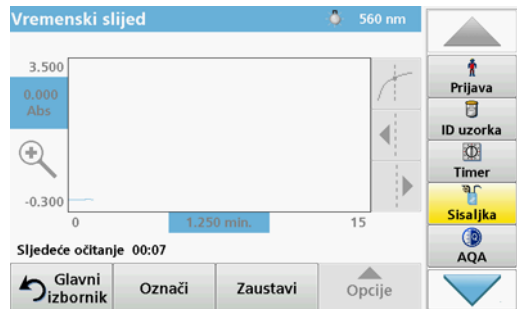 Vremenski slijed
560 nm
3.500
0.000
Abs
-0.300
0
1.250 min.
15
Sljedeće očitanje 00:07
Glavni
izbornik
Označi
Zaustavi
Opcije
Prijava
ID uzorka
Timer
Sisaljka
AQA